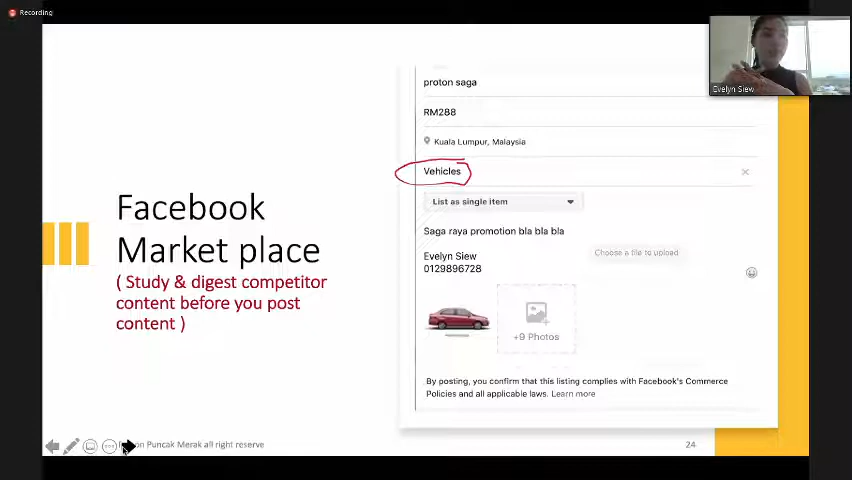 Recording
Evelyn Siew
proton saga
RM288
Kuala Lumpur, Malaysia
Vehicles
List as single item
Saga raya promotion bla bla bla
Evelyn Siew
0129896728
Choose a file to upload
+9 Photos
By posting, you confirm that this listing complies with Facebook's Commerce
Policies and all applicable laws. Learn more
Facebook
Market place
( Study & digest competitor
content before you post
content )
Puncak Merak all right reserve
24